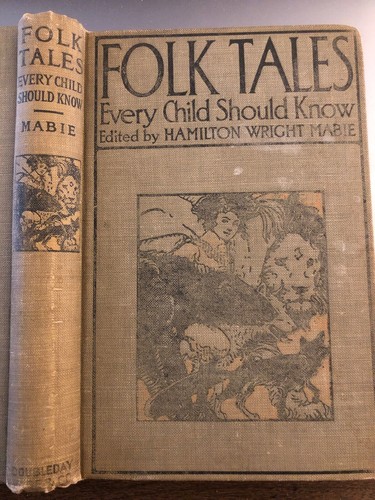 FOLK
TALES
EVERY CHILD
SHOULD KNOW
MABIE
DOUBLEDAY
FOLK TALES
Every Child Should Know
Edited by HAMILTON WRIGHT MABIE